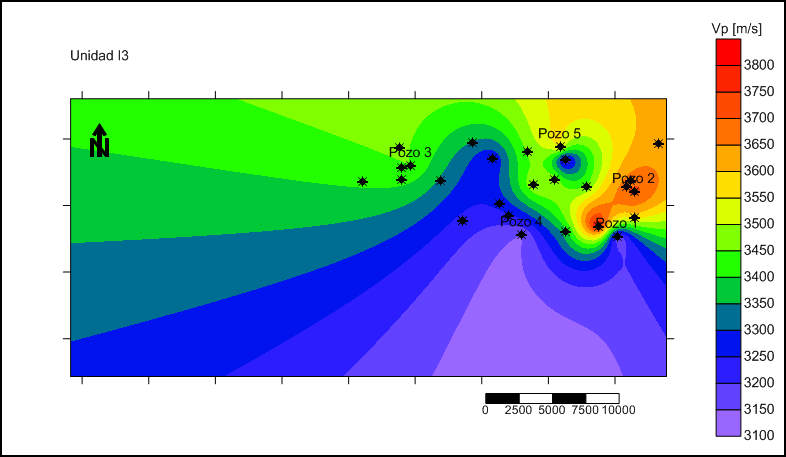 Vp [m/s]
Unidad I3
3800
3750
3700
3650
3600
3550
3500
3450
3400
3350
3300
3250
3200
3150
3100
N
Pozo 5
Pozo 3
Pozo 2
Pozo 4
Pozo 1
0 2500 5000 7500 10000